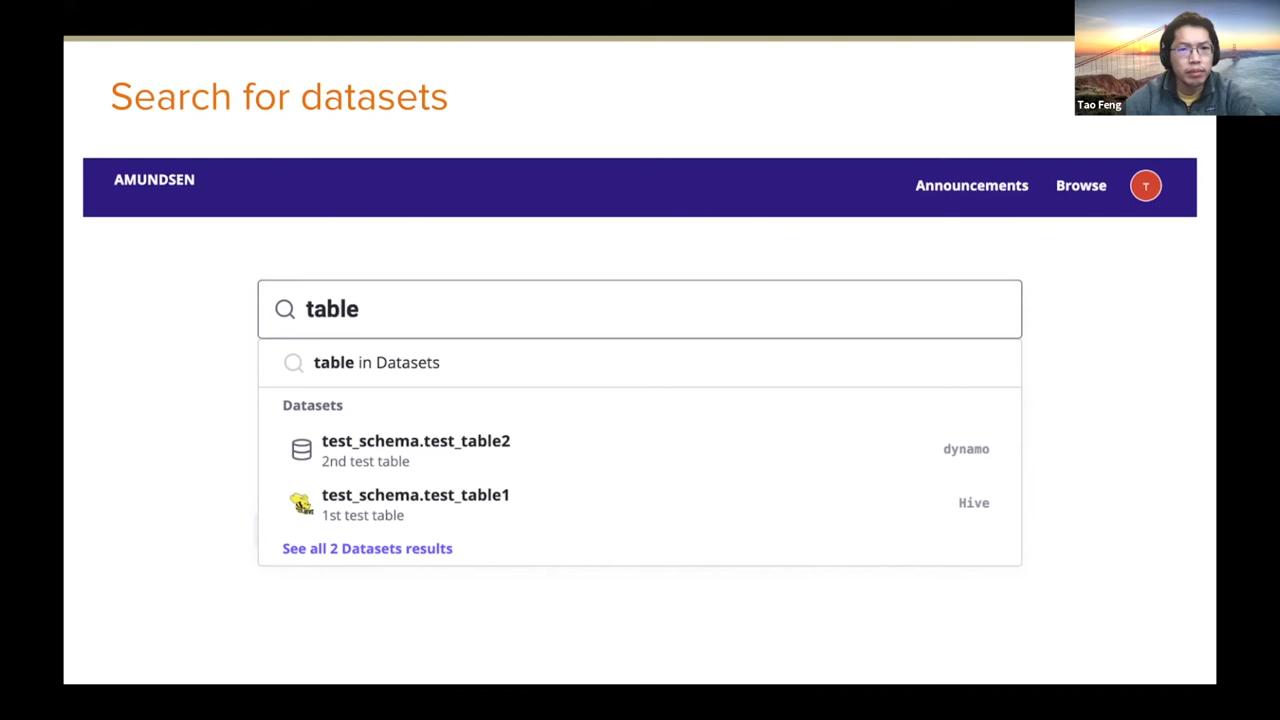 Search for datasets
Tao Feng
AMUNDSEN
Announcements
Browse
T
table
table in Datasets
Datasets
test_schema.test_table2
2nd test table
dynamo
test_schema.test_table1
1st test table
Hive
See all 2 Datasets results